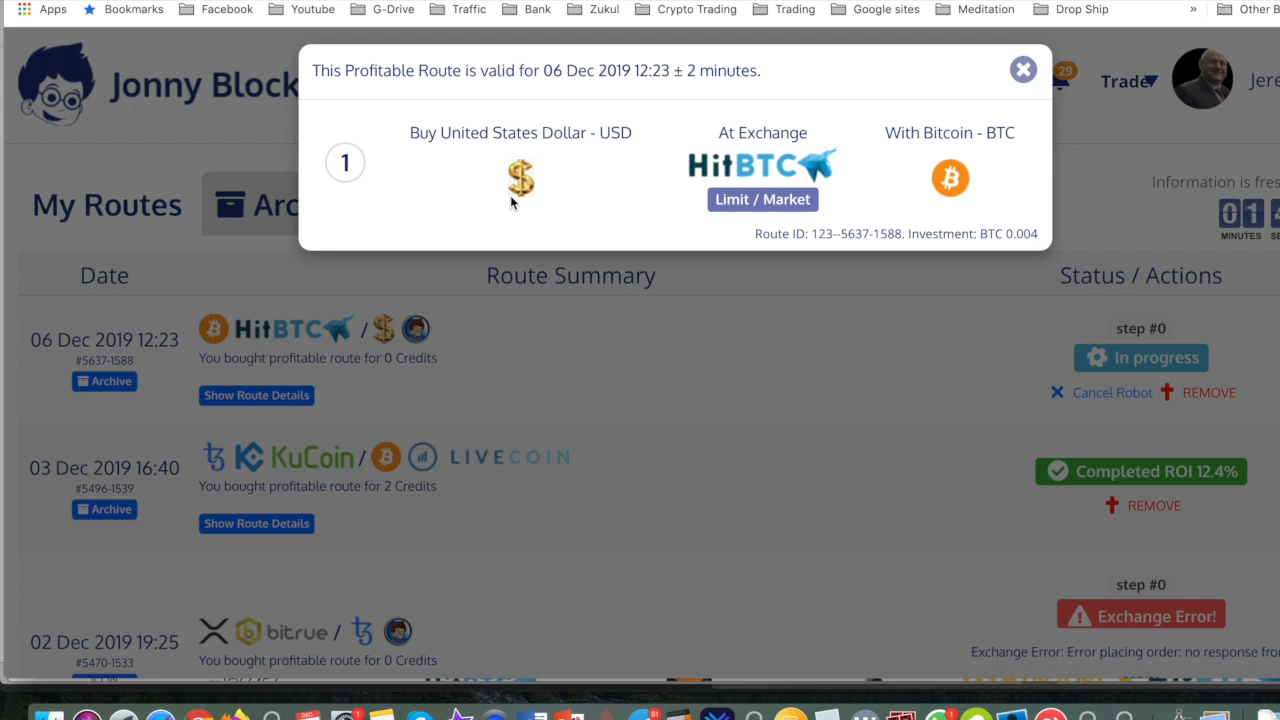 Apps Bookmarks Facebook Youtube G-Drive Traffic Bank Zukul Crypto Trading Trading Google sites Meditation Drop Ship » Other B
Jonny Block
This Profitable Route is valid for 06 Dec 2019 12:23 ± 2 minutes.
29
Trade
Jere
1
Buy United States Dollar - USD
At Exchange
With Bitcoin - BTC
HitBTC
Limit / Market
Route ID: 123--5637-1588. Investment: BTC 0.004
My Routes
Arc
Information is fres
01 4
MINUTES SE
Date
Route Summary
Status / Actions
06 Dec 2019 12:23
#5637-1588
Archive
HitBTC /
You bought profitable route for 0 Credits
Show Route Details
step #0
In progress
Cancel Robot REMOVE
03 Dec 2019 16:40
#5496-1539
Archive
KuCoin / LIVECOIN
You bought profitable route for 2 Credits
Show Route Details
Completed ROI 12.4%
REMOVE
02 Dec 2019 19:25
#5470-1533
bitrue /
You bought profitable route for 0 Credits
step #0
Exchange Error!
Exchange Error: Error placing order: no response from